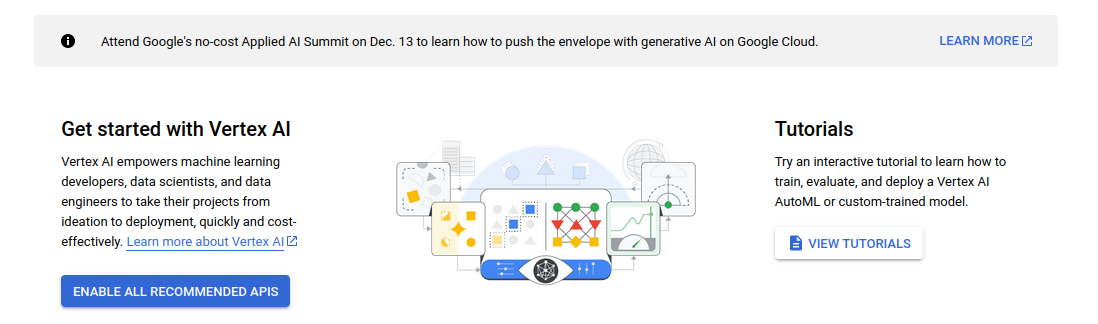 Attend Google's no-cost Applied AI Summit on Dec. 13 to learn how to push the envelope with generative AI on Google Cloud.
LEARN MORE
Get started with Vertex AI
Vertex AI empowers machine learning
developers, data scientists, and data
engineers to take their projects from
ideation to deployment, quickly and cost-
effectively. Learn more about Vertex AI
ENABLE ALL RECOMMENDED APIS
Tutorials
Try an interactive tutorial to learn how to
train, evaluate, and deploy a Vertex AI
AutoML or custom-trained model.
VIEW TUTORIALS